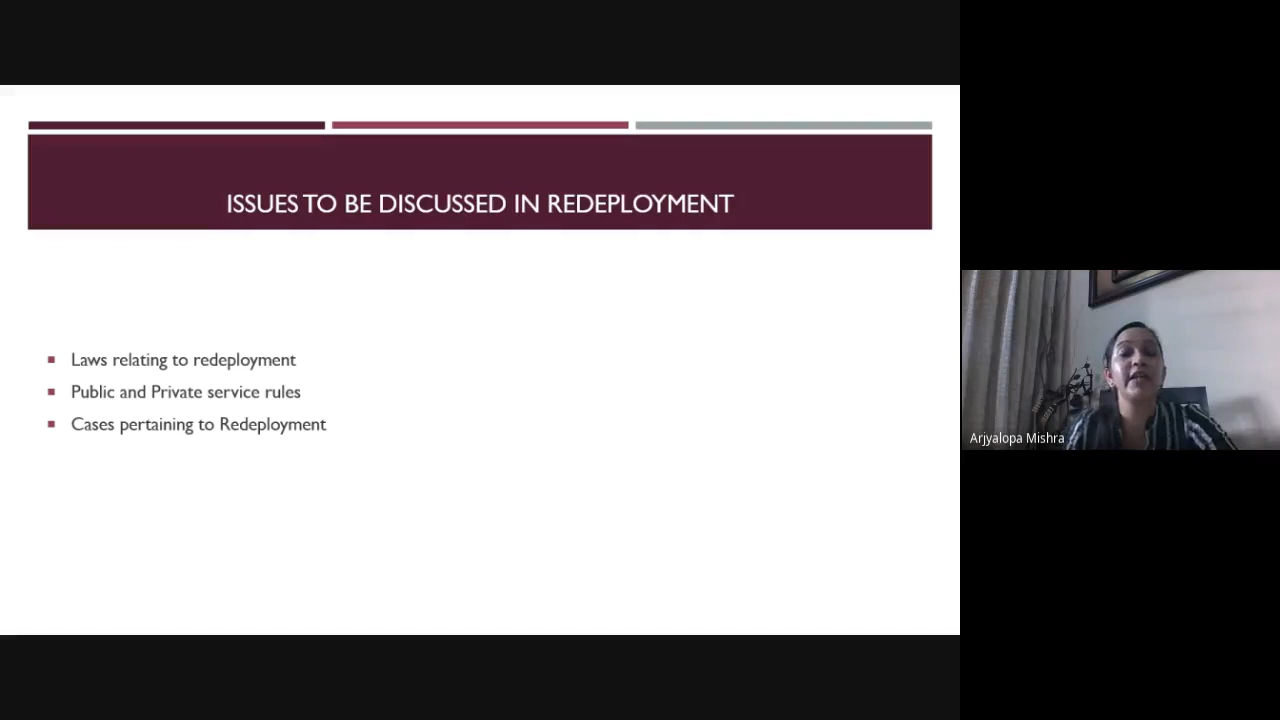 ISSUES TO BE DISCUSSED IN REDEPLOYMENT
Laws relating to redeployment
Public and Private service rules
Cases pertaining to Redeployment
Arjyalopa Mishra